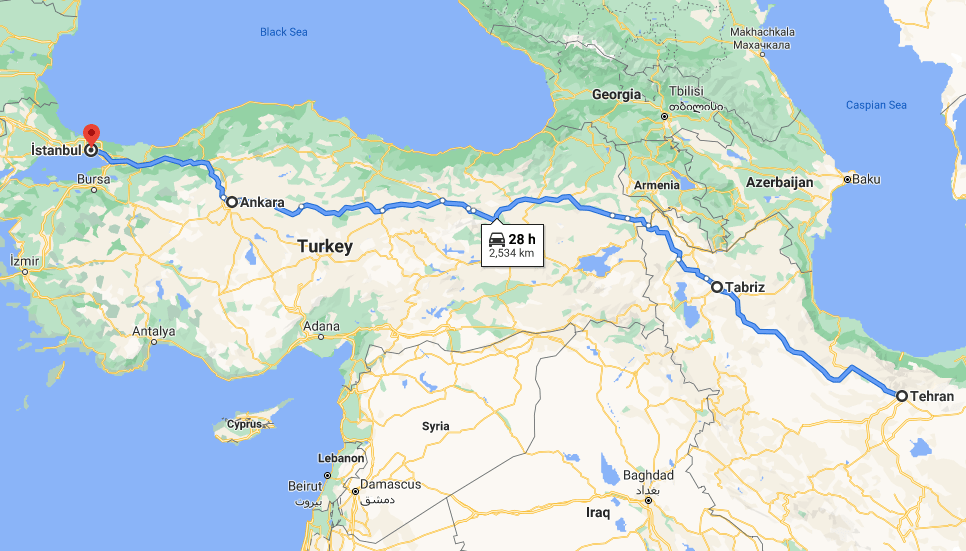 Black Sea
Makhachkala
Махачкала
Georgia
Tbilisi
თბილისი
Caspian Sea
İstanbul
Bursa
Armenia
Azerbaijan
Baku
Ankara
Turkey
28 h
2,534 km
İzmir
Tabriz
Antalya
Adana
Tehran
Cyprus
Syria
Lebanon
Beirut
بيروت
Damascus
دمشق
Baghdad
بغداد
Iraq